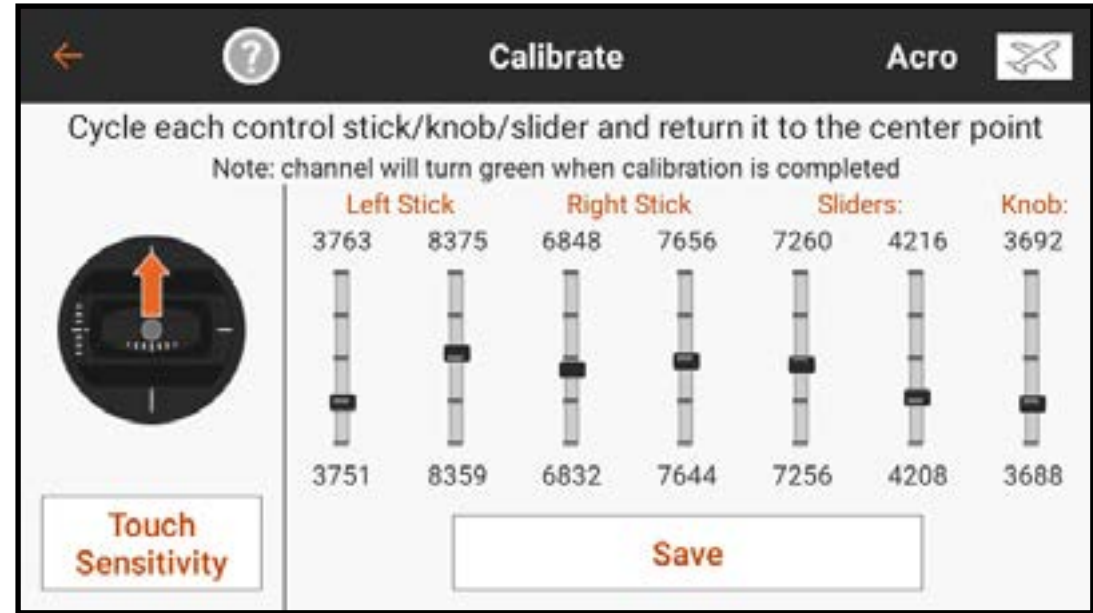 ?
Calibrate
Acro
Cycle each control stick/knob/slider and return it to the center point
Note: channel will turn green when calibration is completed
Left Stick Right Stick Sliders: Knob:
3763 8375 6848 7656 7260 4216 3692
3751 8359 6832 7644 7256 4208 3688
Touch
Sensitivity
Save